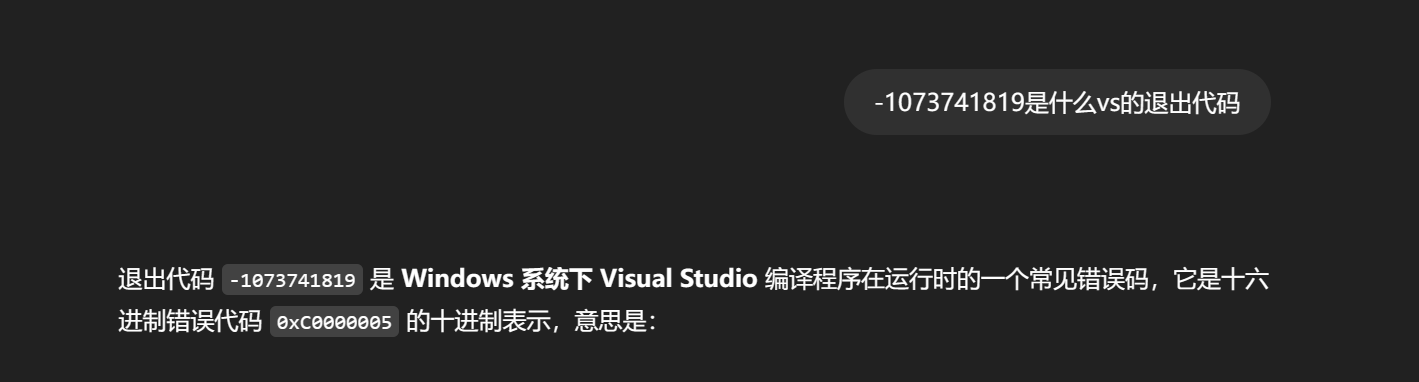 -1073741819是什么vs的退出代码
退出代码 -1073741819 是 Windows 系统下 Visual Studio 编译程序在运行时的一个常见错误码，它是十六
进制错误代码 0xC0000005 的十进制表示，意思是：